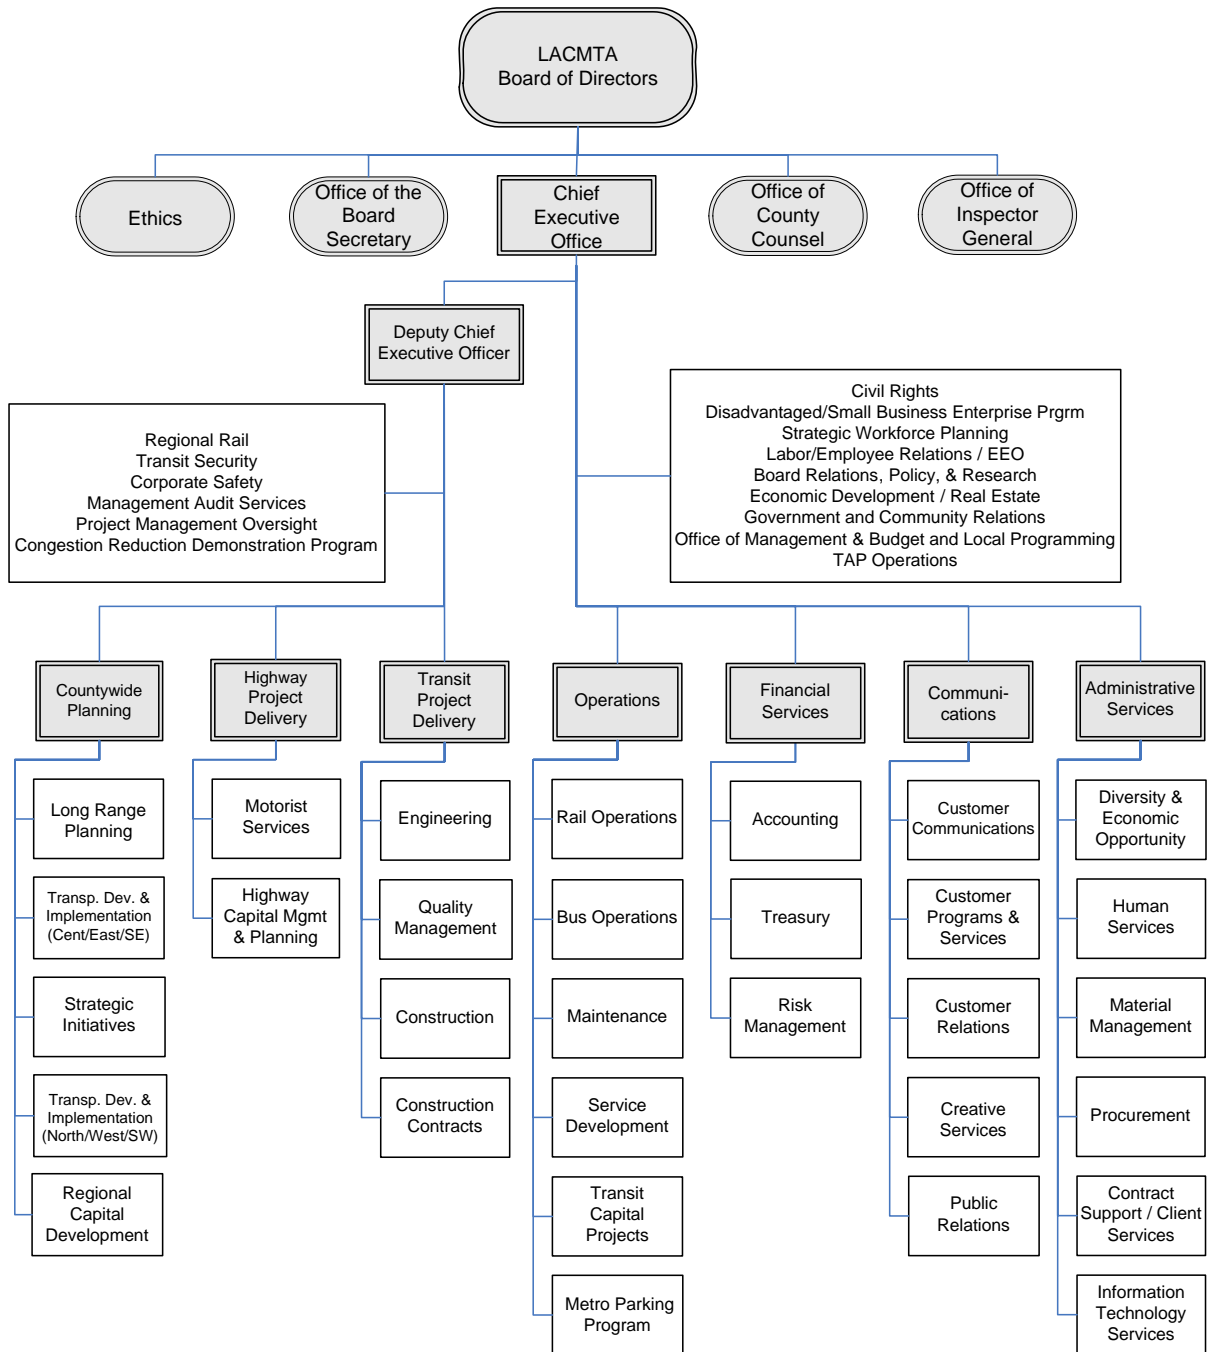 LACMTA
Board of Directors
Ethics
Office of the
Board
Secretary
Chief
Executive
Office
Office of
County
Counsel
Office of
Inspector
General
Deputy Chief
Executive Officer
Regional Rail
Transit Security
Corporate Safety
Management Audit Services
Project Management Oversight
Congestion Reduction Demonstration Program
Civil Rights
Disadvantaged/Small Business Enterprise Prgrm
Strategic Workforce Planning
Labor/Employee Relations / EEO
Board Relations, Policy, & Research
Economic Development / Real Estate
Government and Community Relations
Office of Management & Budget and Local Programming
TAP Operations
Countywide
Planning
Highway
Project
Delivery
Transit
Project
Delivery
Operations
Financial
Services
Communi-
cations
Administrative
Services
Long Range
Planning
Transp. Dev. &
Implementation
(Cent/East/SE)
Strategic
Initiatives
Transp. Dev. &
Implementation
(North/West/SW)
Regional
Capital
Development
Motorist
Services
Highway
Capital Mgmt
& Planning
Engineering
Quality
Management
Construction
Construction
Contracts
Rail Operations
Bus Operations
Maintenance
Service
Development
Transit
Capital
Projects
Metro Parking
Program
Accounting
Treasury
Risk
Management
Customer
Communications
Customer
Programs &
Services
Customer
Relations
Creative
Services
Public
Relations
Diversity &
Economic
Opportunity
Human
Services
Material
Management
Procurement
Contract
Support / Client
Services
Information
Technology
Services